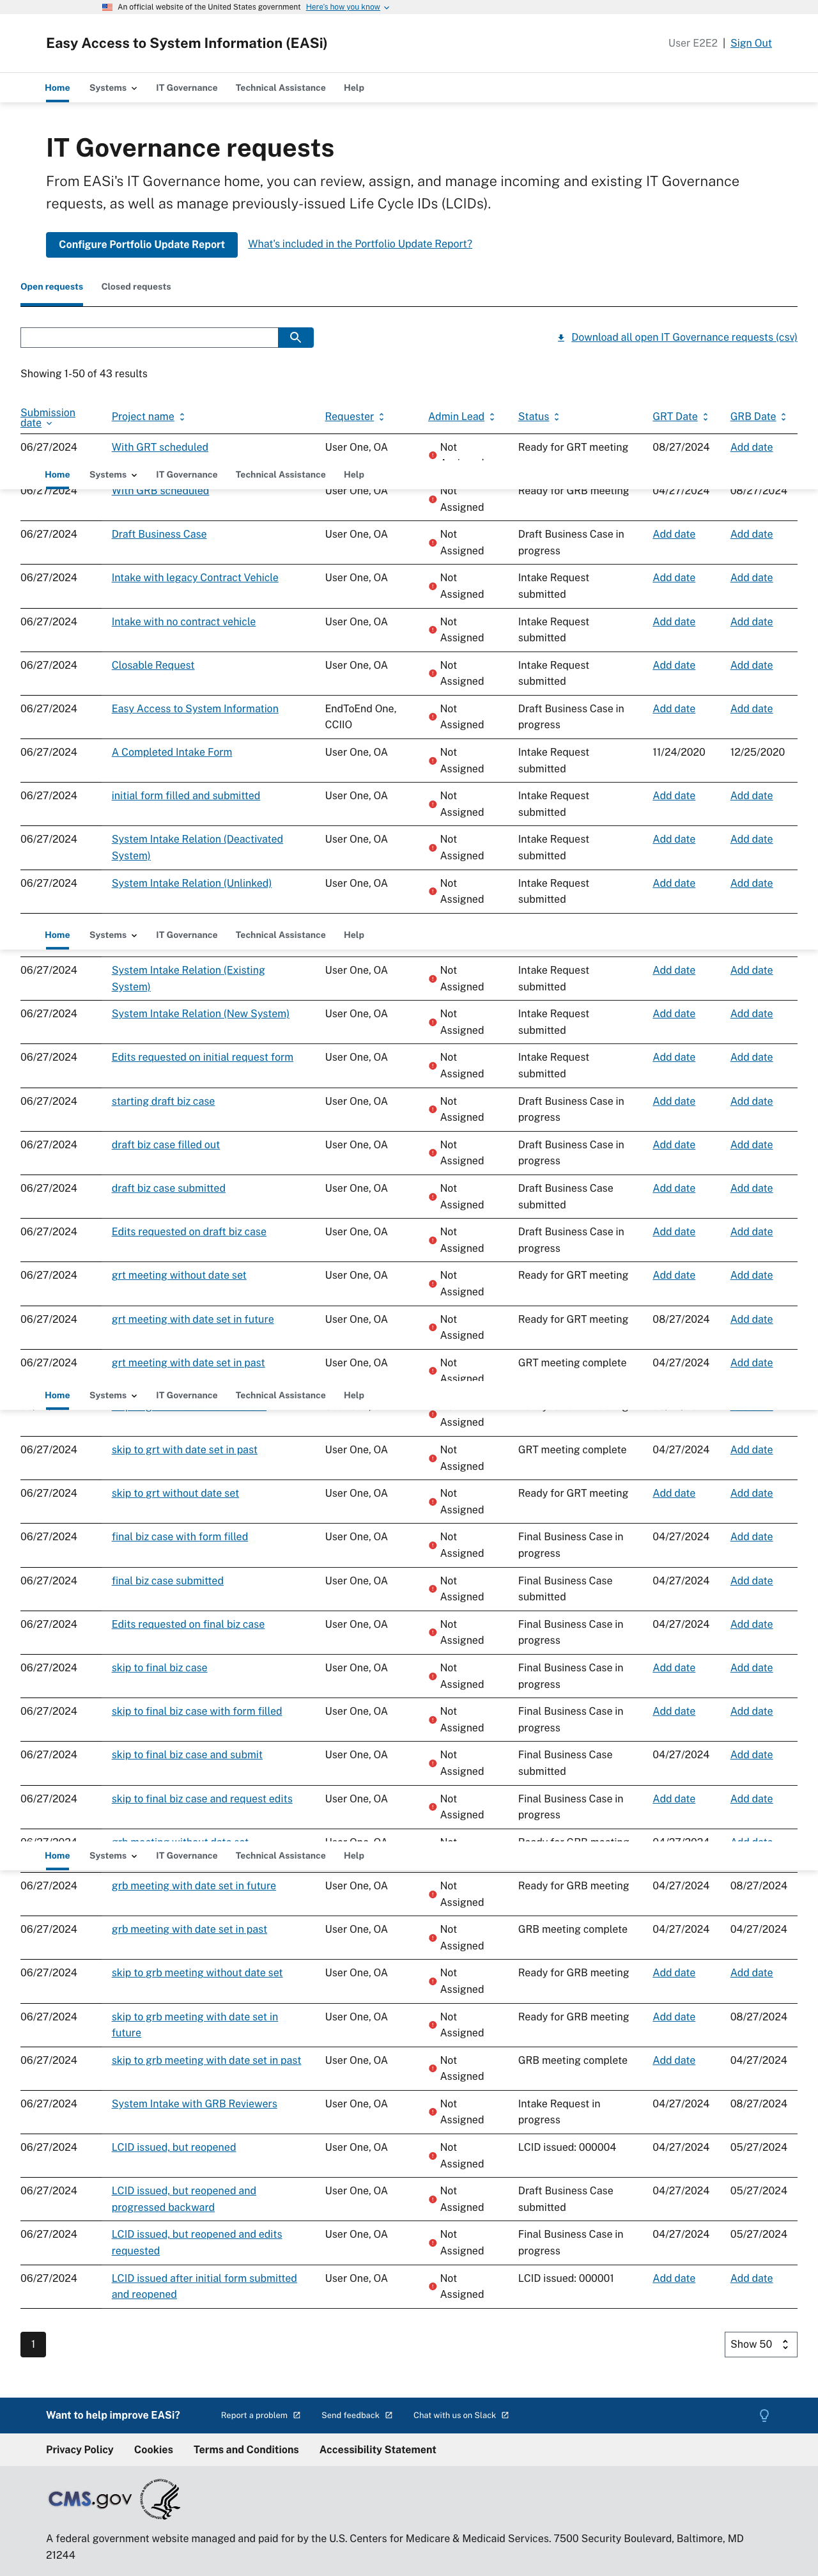 An official website of the United States government Here's how you know
Easy Access to System Information (EASi)
User E2E2 | Sign Out
Home Systems IT Governance Technical Assistance Help
IT Governance requests
From EASi's IT Governance home, you can review, assign, and manage incoming and existing IT Governance
requests, as well as manage previously-issued Life Cycle IDs (LCIDs).
Configure Portfolio Update Report What's included in the Portfolio Update Report?
Open requests Closed requests
Download all open IT Governance requests (csv)
Showing 1-50 of 43 results
Submission
date Project name Requester Admin Lead Status GRT Date GRB Date
06/27/2024 With GRT scheduled User One, OA Not Ready for GRT meeting 08/27/2024 Add date
Home Systems IT Governance Technical Assistance Help
06/27/2024 With GRB scheduled User One, OA Not Ready for GRB meeting 04/27/2024 08/27/2024
Assigned
06/27/2024 Draft Business Case User One, OA Not Draft Business Case in Add date Add date
Assigned progress
06/27/2024 Intake with legacy Contract Vehicle User One, OA Not Intake Request Add date Add date
Assigned submitted
06/27/2024 Intake with no contract vehicle User One, OA Not Intake Request Add date Add date
Assigned submitted
06/27/2024 Closable Request User One, OA Not Intake Request Add date Add date
Assigned submitted
06/27/2024 Easy Access to System Information EndToEnd One, Not Draft Business Case in Add date Add date
CCIIO Assigned progress
06/27/2024 A Completed Intake Form User One, OA Not Intake Request 11/24/2020 12/25/2020
Assigned submitted
06/27/2024 initial form filled and submitted User One, OA Not Intake Request Add date Add date
Assigned submitted
06/27/2024 System Intake Relation (Deactivated User One, OA Not Intake Request Add date Add date
System) Assigned submitted
06/27/2024 System Intake Relation (Unlinked) User One, OA Not Intake Request Add date Add date
Assigned submitted
Home Systems IT Governance Technical Assistance Help
06/27/2024 System Intake Relation (Existing User One, OA Not Intake Request Add date Add date
System) Assigned submitted
06/27/2024 System Intake Relation (New System) User One, OA Not Intake Request Add date Add date
Assigned submitted
06/27/2024 Edits requested on initial request form User One, OA Not Intake Request Add date Add date
Assigned submitted
06/27/2024 starting draft biz case User One, OA Not Draft Business Case in Add date Add date
Assigned progress
06/27/2024 draft biz case filled out User One, OA Not Draft Business Case in Add date Add date
Assigned progress
06/27/2024 draft biz case submitted User One, OA Not Draft Business Case Add date Add date
Assigned submitted
06/27/2024 Edits requested on draft biz case User One, OA Not Draft Business Case in Add date Add date
Assigned progress
06/27/2024 grt meeting without date set User One, OA Not Ready for GRT meeting Add date Add date
Assigned
06/27/2024 grt meeting with date set in future User One, OA Not Ready for GRT meeting 08/27/2024 Add date
Assigned
06/27/2024 grt meeting with date set in past User One, OA Not GRT meeting complete 04/27/2024 Add date
Assigned
Home Systems IT Governance Technical Assistance Help
Assigned
06/27/2024 skip to grt with date set in past User One, OA Not GRT meeting complete 04/27/2024 Add date
Assigned
06/27/2024 skip to grt without date set User One, OA Not Ready for GRT meeting Add date Add date
Assigned
06/27/2024 final biz case with form filled User One, OA Not Final Business Case in 04/27/2024 Add date
Assigned progress
06/27/2024 final biz case submitted User One, OA Not Final Business Case 04/27/2024 Add date
Assigned submitted
06/27/2024 Edits requested on final biz case User One, OA Not Final Business Case in 04/27/2024 Add date
Assigned progress
06/27/2024 skip to final biz case User One, OA Not Final Business Case in Add date Add date
Assigned progress
06/27/2024 skip to final biz case with form filled User One, OA Not Final Business Case in Add date Add date
Assigned progress
06/27/2024 skip to final biz case and submit User One, OA Not Final Business Case 04/27/2024 Add date
Assigned submitted
06/27/2024 skip to final biz case and request edits User One, OA Not Final Business Case in Add date Add date
Assigned progress
Home Systems IT Governance Technical Assistance Help
06/27/2024 grb meeting with date set in future User One, OA Not Ready for GRB meeting 04/27/2024 08/27/2024
Assigned
06/27/2024 grb meeting with date set in past User One, OA Not GRB meeting complete 04/27/2024 04/27/2024
Assigned
06/27/2024 skip to grb meeting without date set User One, OA Not Ready for GRB meeting Add date Add date
Assigned
06/27/2024 skip to grb meeting with date set in User One, OA Not Ready for GRB meeting Add date 08/27/2024
future Assigned
06/27/2024 skip to grb meeting with date set in past User One, OA Not GRB meeting complete Add date 04/27/2024
Assigned
06/27/2024 System Intake with GRB Reviewers User One, OA Not Intake Request in 04/27/2024 08/27/2024
Assigned progress
06/27/2024 LCID issued, but reopened User One, OA Not LCID issued: 000004 04/27/2024 05/27/2024
Assigned
06/27/2024 LCID issued, but reopened and User One, OA Not Draft Business Case 04/27/2024 05/27/2024
progressed backward Assigned submitted
06/27/2024 LCID issued, but reopened and edits User One, OA Not Final Business Case in 04/27/2024 05/27/2024
requested Assigned progress
06/27/2024 LCID issued after initial form submitted User One, OA Not LCID issued: 000001 Add date Add date
and reopened Assigned
1 Show 50
Want to help improve EASi? Report a problem Send feedback Chat with us on Slack
Privacy Policy Cookies Terms and Conditions Accessibility Statement
CMS.gov
A federal government website managed and paid for by the U.S. Centers for Medicare & Medicaid Services. 7500 Security Boulevard, Baltimore, MD
21244